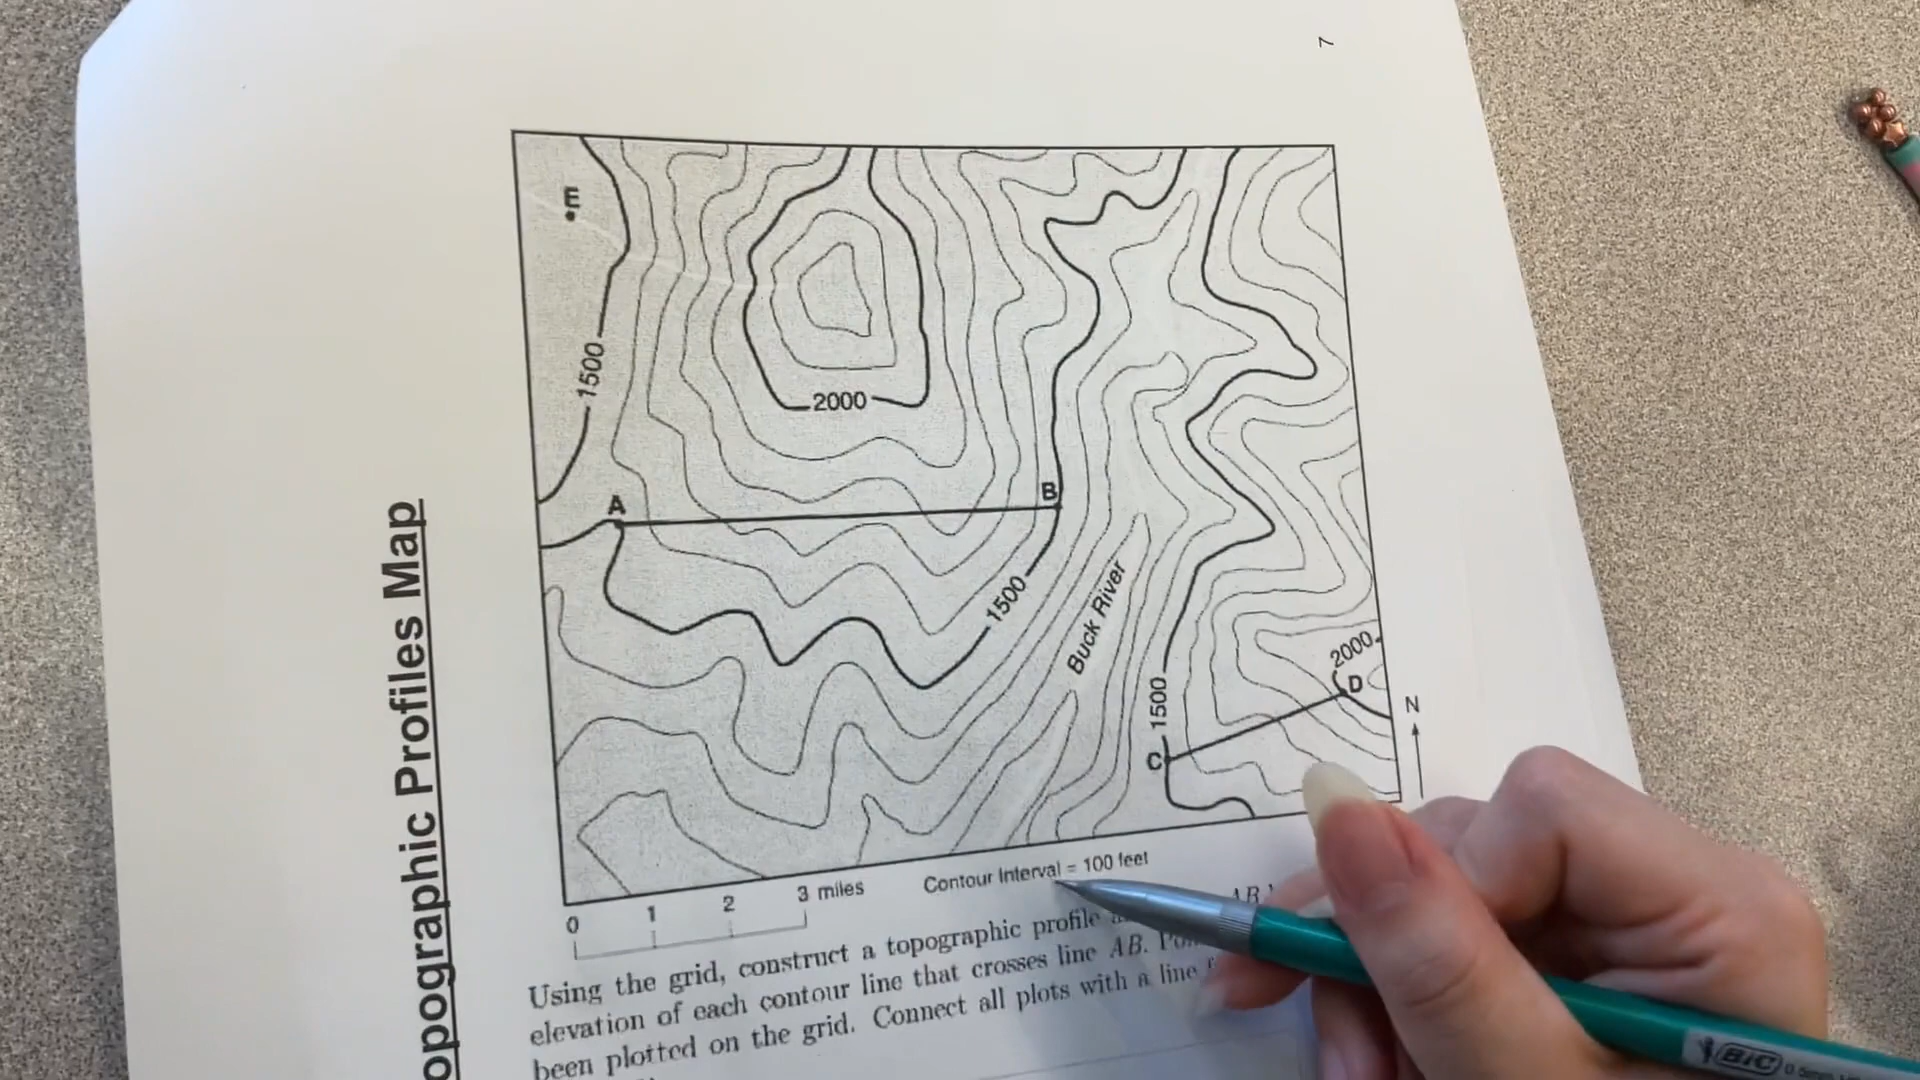 7
Topographic Profiles Map
E
1500
2000
A
B
1500
Buck River
2000
D
1500
C
N
0 1 2 3 miles
Contour Interval = 100 feet
Using the grid, construct a topographic profile AB
elevation of each contour line that crosses line AB.
been plotted on the grid. Connect all plots with a line
BIC